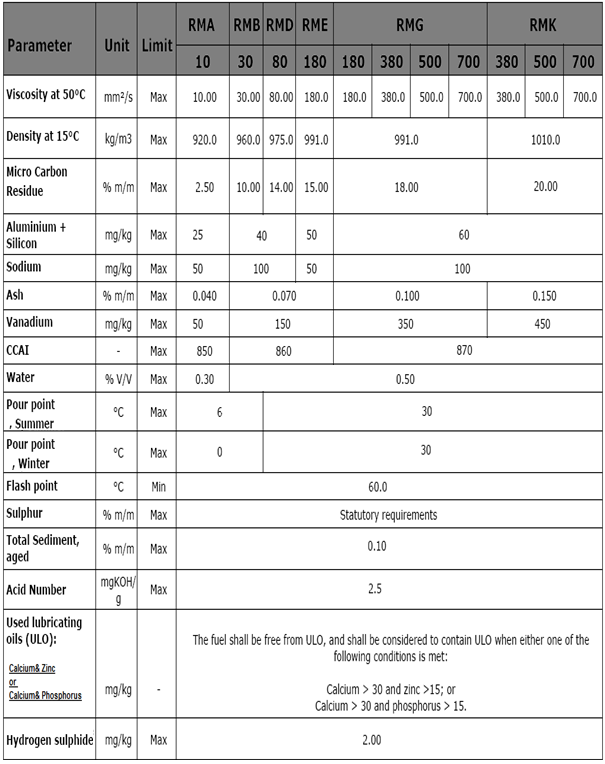 Parameter Unit Limit RMA RMB RMD RME RMG RMK
10 30 80 180 180 380 500 700 380 500 700
Viscosity at 50ºC mm²/s Max 10.00 30.00 80.00 180.0 180.0 380.0 500.0 700.0 380.0 500.0 700.0
Density at 15ºC kg/m3 Max 920.0 960.0 975.0 991.0 991.0 1010.0
Micro Carbon
Residue % m/m Max 2.50 10.00 14.00 15.00 18.00 20.00
Aluminium +
Silicon mg/kg Max 25 40 50 60
Sodium mg/kg Max 50 100 50 100
Ash % m/m Max 0.040 0.070 0.100 0.150
Vanadium mg/kg Max 50 150 350 450
CCAI - Max 850 860 870
Water % V/V Max 0.30 0.50
Pour point
, Summer ºC Max 6 30
Pour point
, Winter ºC Max 0 30
Flash point ºC Min 60.0
Sulphur % m/m Max Statutory requirements
Total Sediment,
aged % m/m Max 0.10
Acid Number mgKOH/
g Max 2.5
Used lubricating
oils (ULO):
Calcium& Zinc
or
Calcium& Phosphorus mg/kg -
The fuel shall be free from ULO, and shall be considered to contain ULO when either one of the
following conditions is met:
Calcium > 30 and zinc >15; or
Calcium > 30 and phosphorus > 15.
Hydrogen sulphide mg/kg Max 2.00